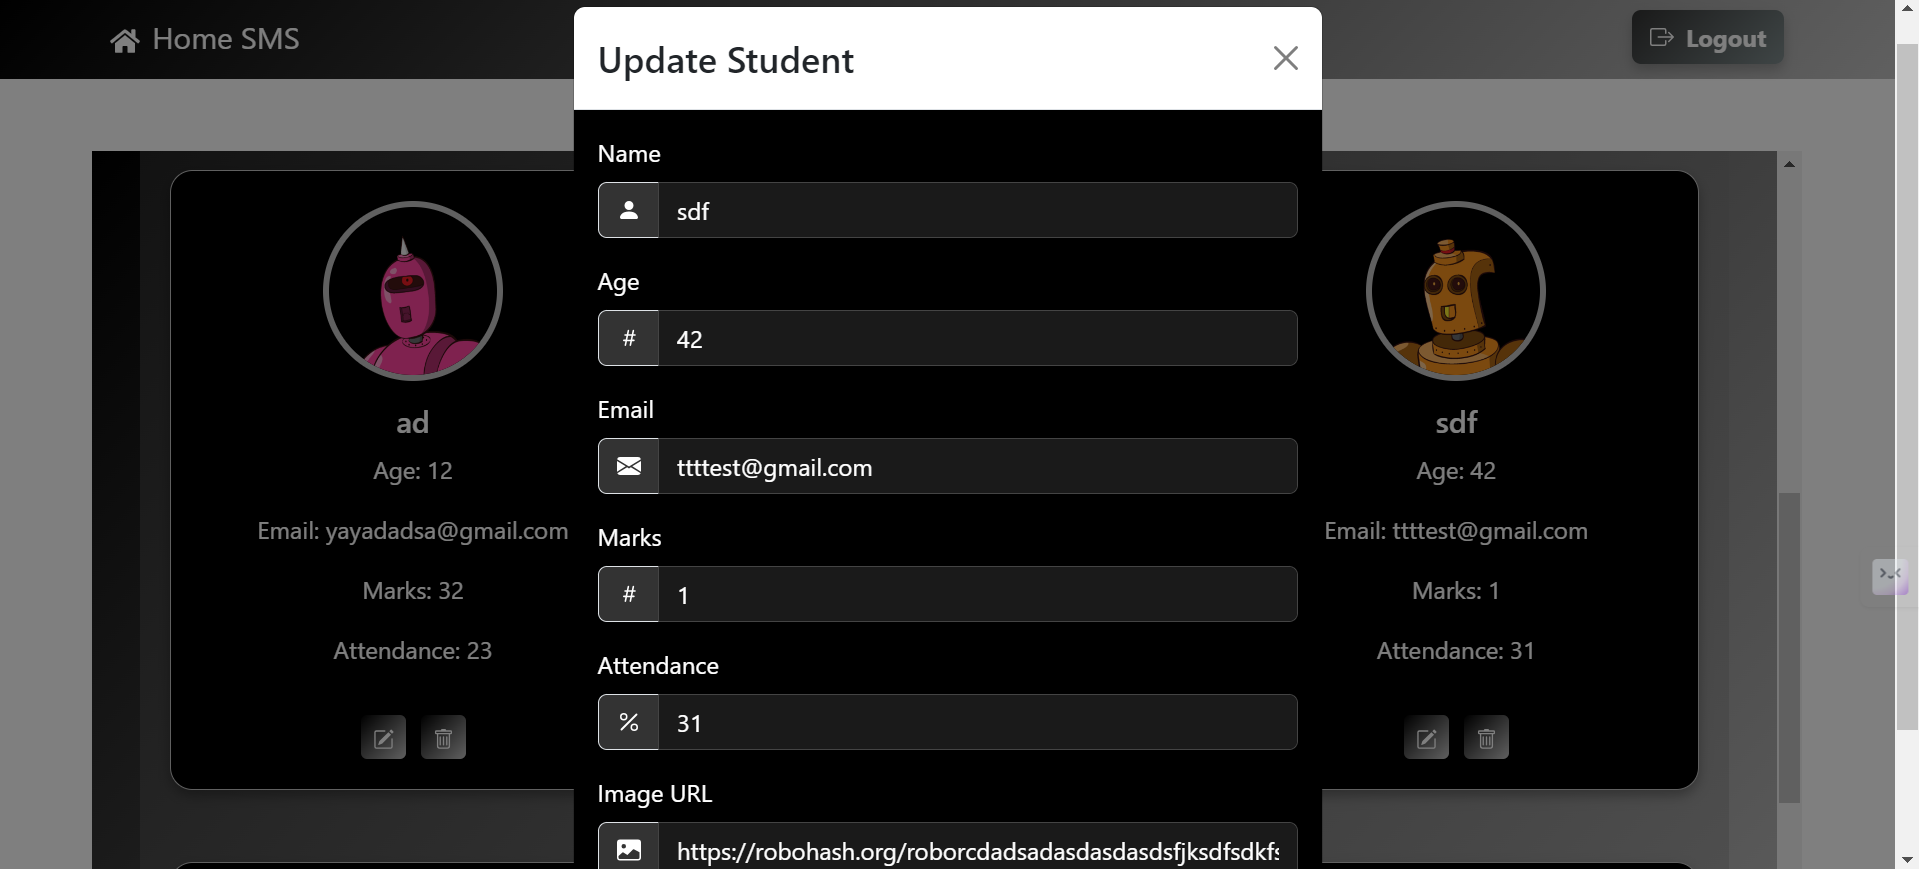 Home SMS
Logout
Update Student
Name
sdf
Age
# 42
Email
ttttest@gmail.com
Marks
# 1
Attendance
% 31
Image URL
https://robohash.org/roborcdadsadasdasdasdsfjksdfsdkfs
ad
Age: 12
Email: yayadadsa@gmail.com
Marks: 32
Attendance: 23
sdf
Age: 42
Email: ttttest@gmail.com
Marks: 1
Attendance: 31